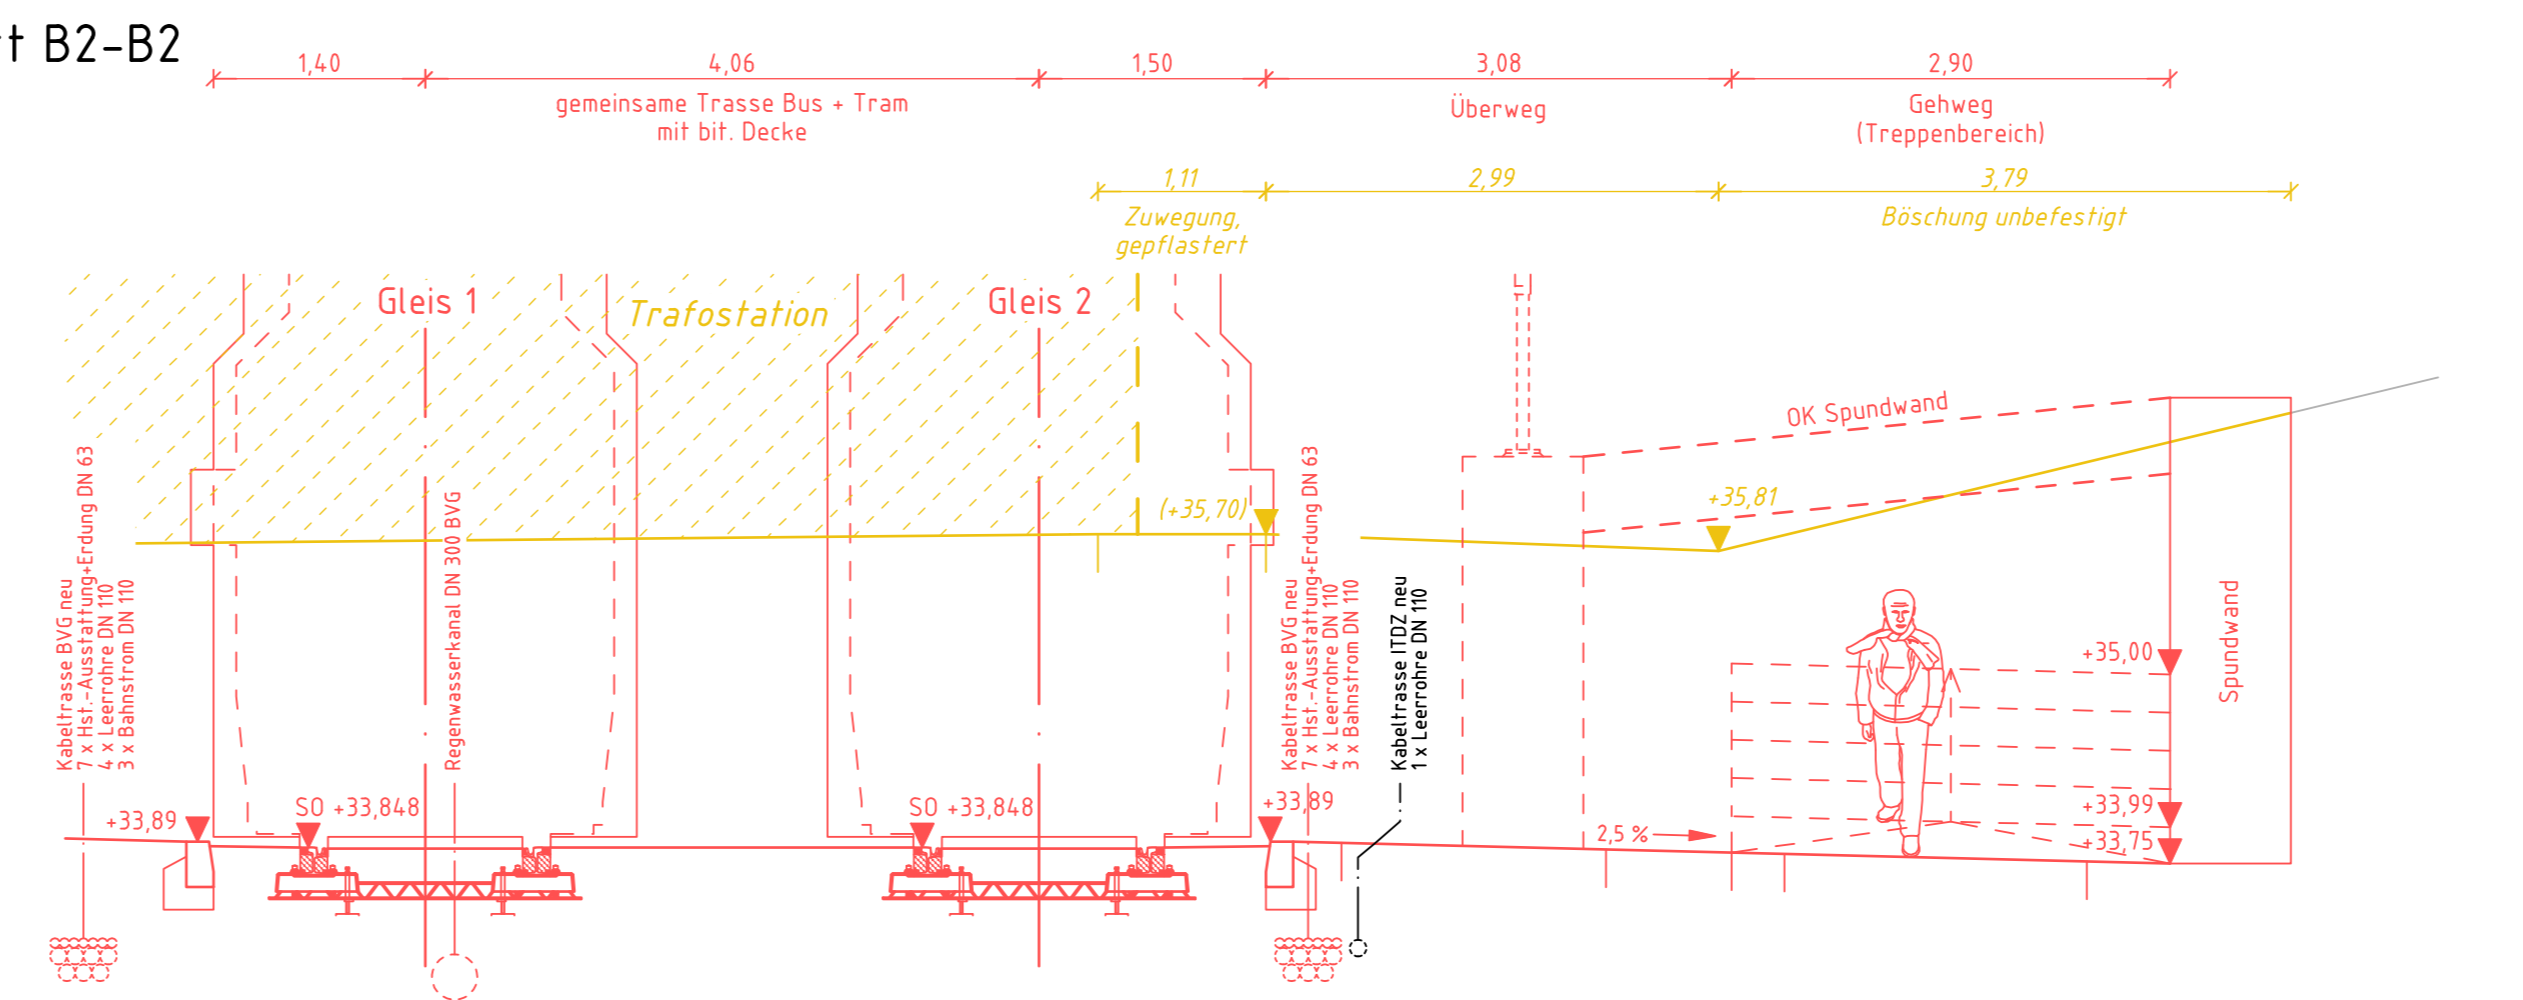 t B2-B2
1,40
4,06
1,50
3,08
2,90
gemeinsame Trasse Bus + Tram
mit bit. Decke
Überweg
Gehweg
(Treppenbereich)
1,11
2,99
3,79
Zuwegung,
gepflastert
Böschung unbefestigt
Gleis 1
Trafostation
Gleis 2
OK Spundwand
(+35,70)
+35,81
Kabeltrasse BVG neu
7 x Hst.-Ausstattung+Erdung DN 63
4 x Leerrohre DN 110
3 x Bahnstrom DN 110
Regenwasserkanal DN 300 BVG
Kabeltrasse BVG neu
7 x Hst.-Ausstattung+Erdung DN 63
4 x Leerrohre DN 110
3 x Bahnstrom DN 110
Kabeltrasse ITDZ neu
1 x Leerrohre DN 110
Spundwand
+35,00
+33,89
SO +33,848
SO +33,848
+33,89
2,5 %
+33,99
+33,75